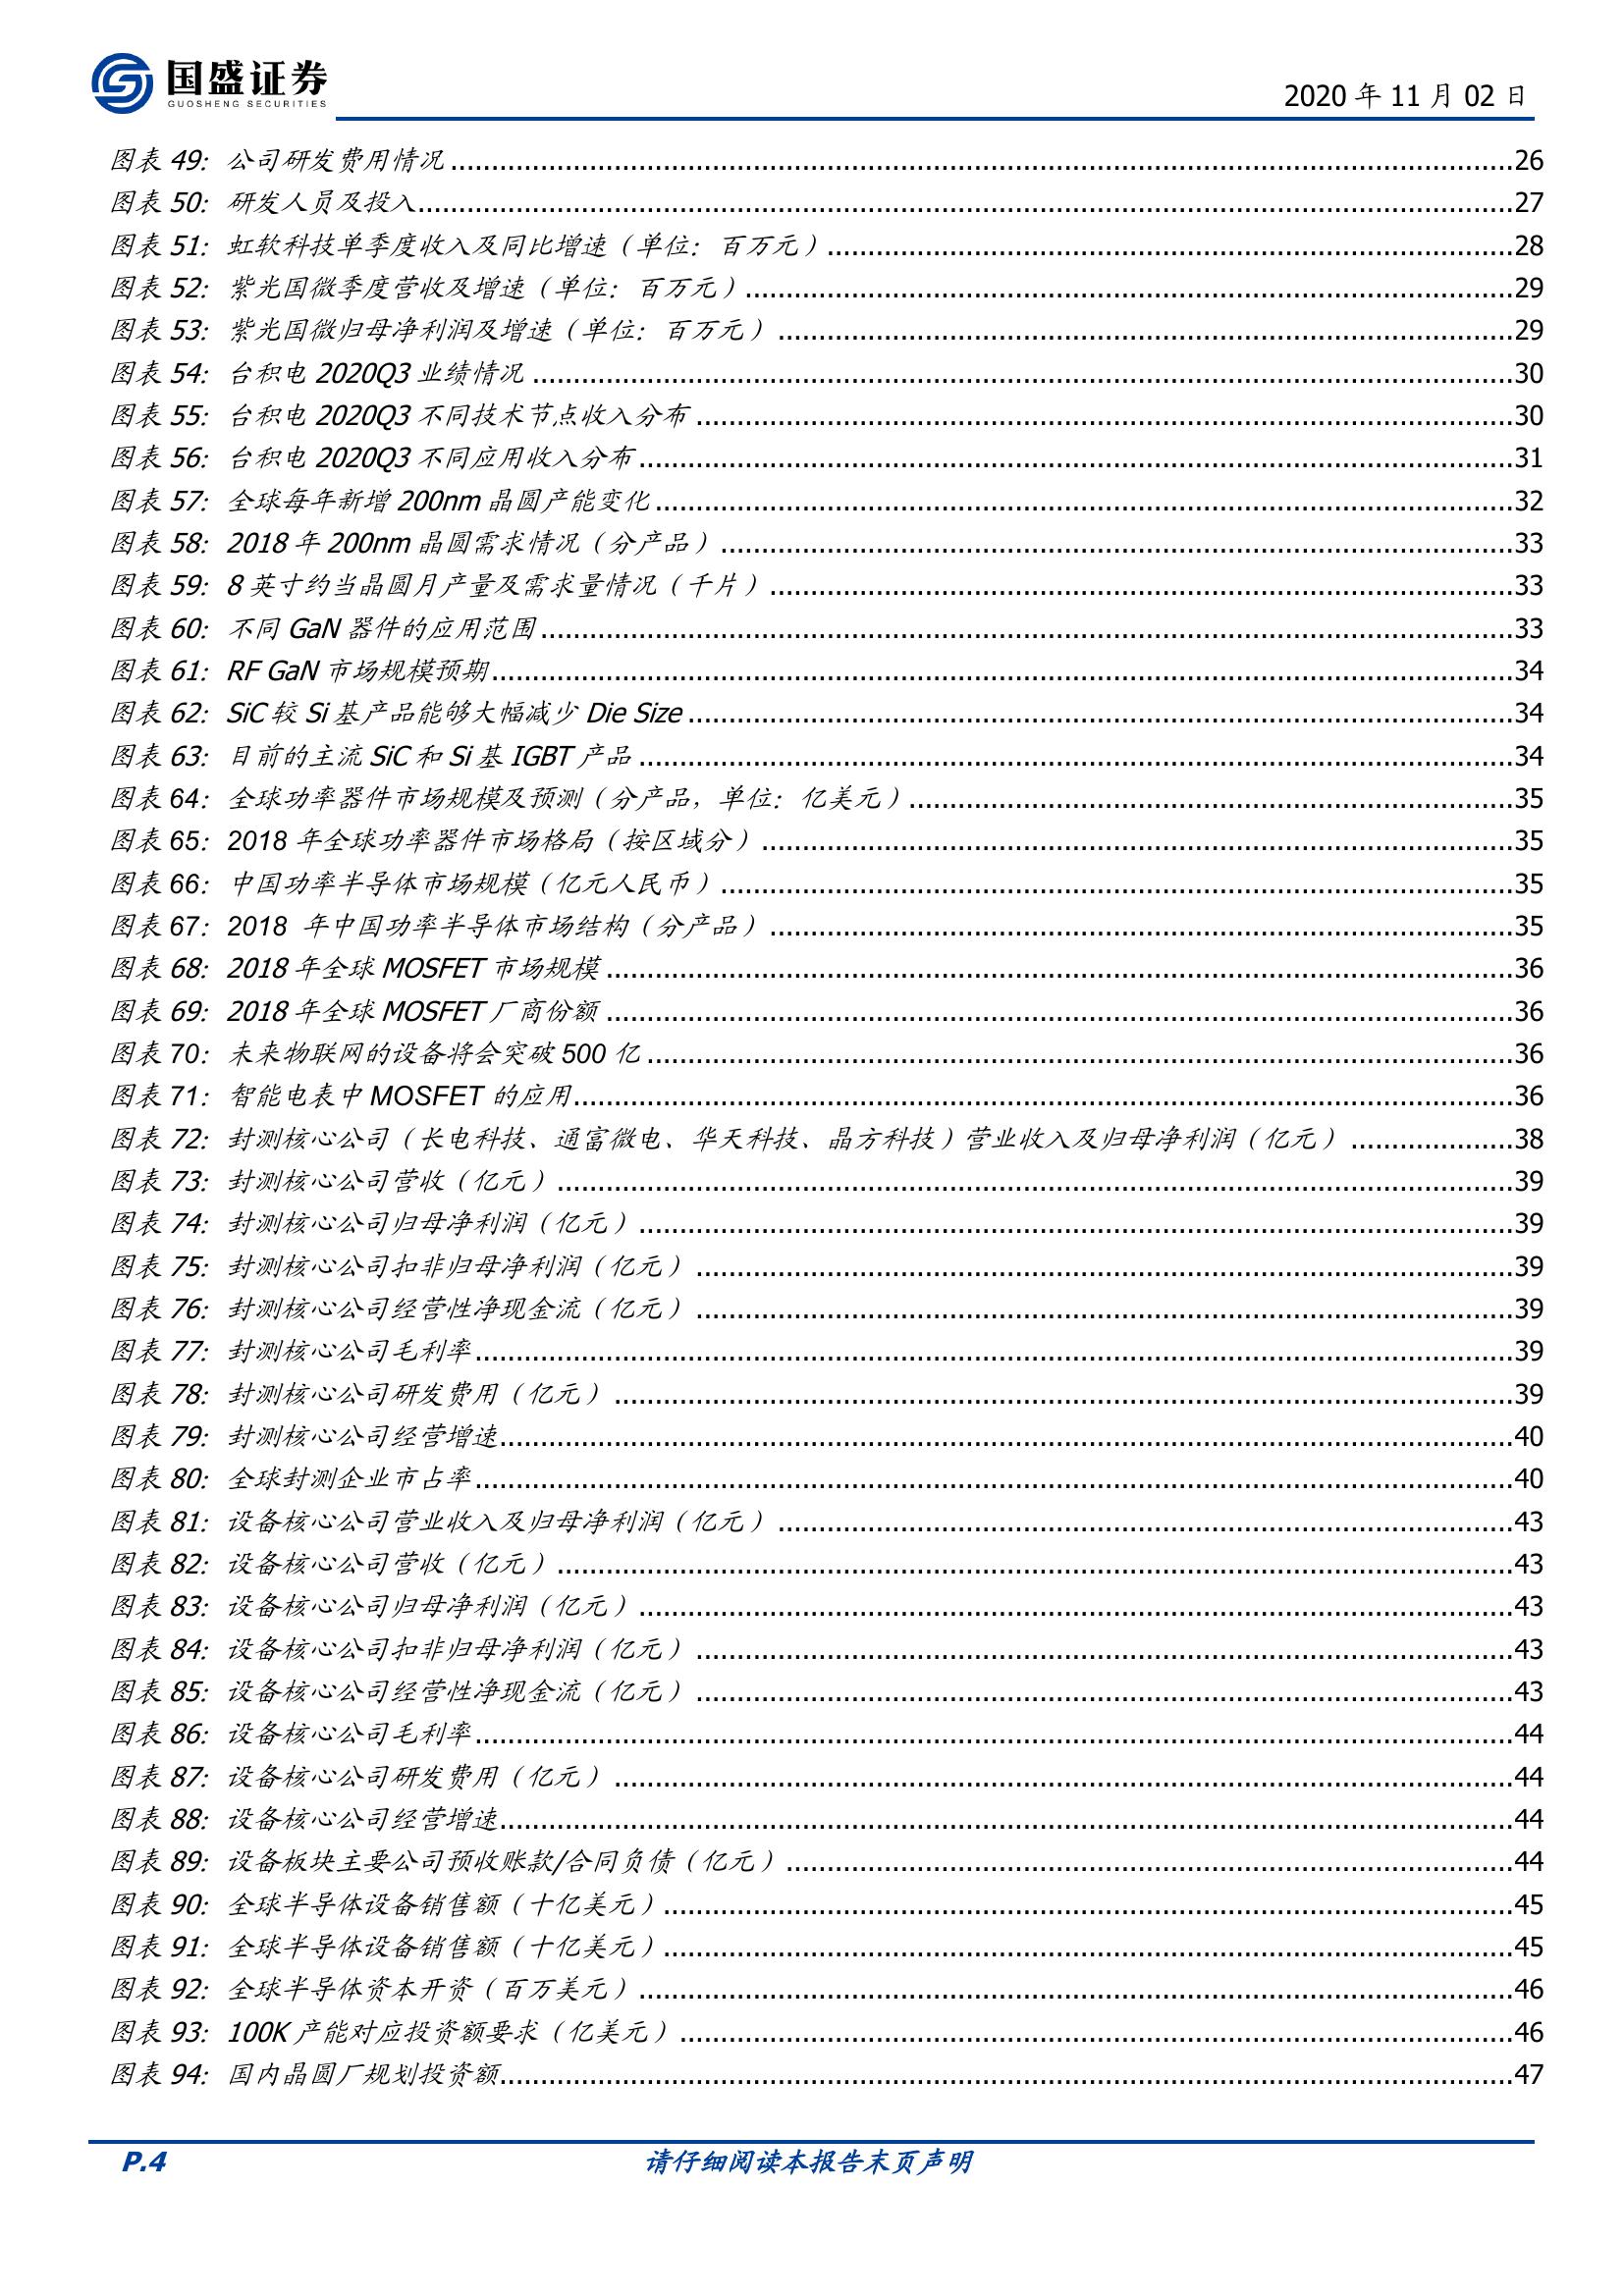 国盛证券
GUOSHENG SECURITIES
2020 年 11 月 02 日
图表 49：公司研发费用情况 ........ 26
图表 50：研发人员及投入 ........ 27
图表 51：虹软科技单季度收入及同比增速（单位：百万元） ........ 28
图表 52：紫光国微季度营收及增速（单位：百万元） ........ 29
图表 53：紫光国微归母净利润及增速（单位：百万元） ........ 29
图表 54：台积电 2020Q3 业绩情况 ........ 30
图表 55：台积电 2020Q3 不同技术节点收入分布 ........ 30
图表 56：台积电 2020Q3 不同应用收入分布 ........ 31
图表 57：全球每年新增 200nm 晶圆产能变化 ........ 32
图表 58：2018 年 200nm 晶圆需求情况（分产品） ........ 33
图表 59：8 英寸约当晶圆月产量及需求量情况（千片） ........ 33
图表 60：不同 GaN 器件的应用范围 ........ 33
图表 61：RF GaN 市场规模预期 ........ 34
图表 62：SiC 较 Si 基产品能够大幅减少 Die Size ........ 34
图表 63：目前的主流 SiC 和 Si 基 IGBT 产品 ........ 34
图表 64：全球功率器件市场规模及预测（分产品，单位：亿美元） ........ 35
图表 65：2018 年全球功率器件市场格局（按区域分） ........ 35
图表 66：中国功率半导体市场规模（亿元人民币） ........ 35
图表 67：2018 年中国功率半导体市场结构（分产品） ........ 35
图表 68：2018 年全球 MOSFET 市场规模 ........ 36
图表 69：2018 年全球 MOSFET 厂商份额 ........ 36
图表 70：未来物联网的设备将会突破 500 亿 ........ 36
图表 71：智能电表中 MOSFET 的应用 ........ 36
图表 72：封测核心公司（长电科技、通富微电、华天科技、晶方科技）营业收入及归母净利润（亿元） ........ 38
图表 73：封测核心公司营收（亿元） ........ 39
图表 74：封测核心公司归母净利润（亿元） ........ 39
图表 75：封测核心公司扣非归母净利润（亿元） ........ 39
图表 76：封测核心公司经营性净现金流（亿元） ........ 39
图表 77：封测核心公司毛利率 ........ 39
图表 78：封测核心公司研发费用（亿元） ........ 39
图表 79：封测核心公司经营增速 ........ 40
图表 80：全球封测企业市占率 ........ 40
图表 81：设备核心公司营业收入及归母净利润（亿元） ........ 43
图表 82：设备核心公司营收（亿元） ........ 43
图表 83：设备核心公司归母净利润（亿元） ........ 43
图表 84：设备核心公司扣非归母净利润（亿元） ........ 43
图表 85：设备核心公司经营性净现金流（亿元） ........ 43
图表 86：设备核心公司毛利率 ........ 44
图表 87：设备核心公司研发费用（亿元） ........ 44
图表 88：设备核心公司经营增速 ........ 44
图表 89：设备板块主要公司预收账款/合同负债（亿元） ........ 44
图表 90：全球半导体设备销售额（十亿美元） ........ 45
图表 91：全球半导体设备销售额（十亿美元） ........ 45
图表 92：全球半导体资本开资（百万美元） ........ 46
图表 93：100K 产能对应投资额要求（亿美元） ........ 46
图表 94：国内晶圆厂规划投资额 ........ 47
P.4
请仔细阅读本报告末页声明